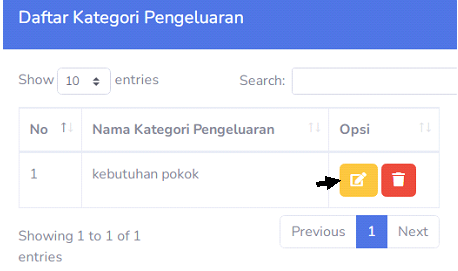 Daftar Kategori Pengeluaran
Show 10 entries Search:
No Nama Kategori Pengeluaran Opsi
1 kebutuhan pokok
Showing 1 to 1 of 1
entries
Previous 1 Next